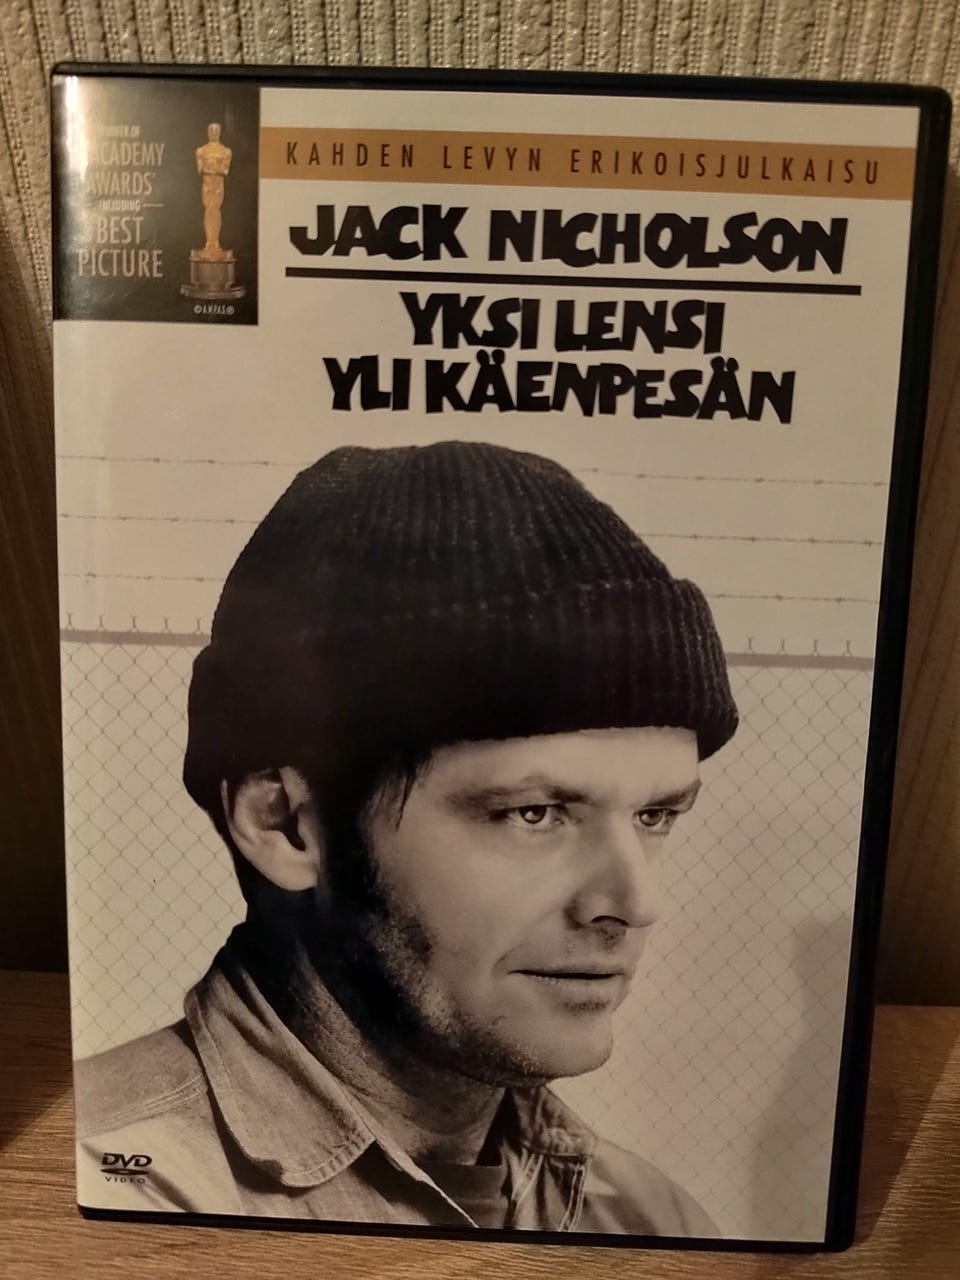 WINNER OF
ACADEMY
AWARDS®
INCLUDING
BEST
PICTURE
©A.M.P.A.S.®
KAHDEN LEVYN ERIKOISJULKAISU
JACK NICHOLSON
YKSI LENSI
YLI KÄENPESÄN
DVD
VIDEO